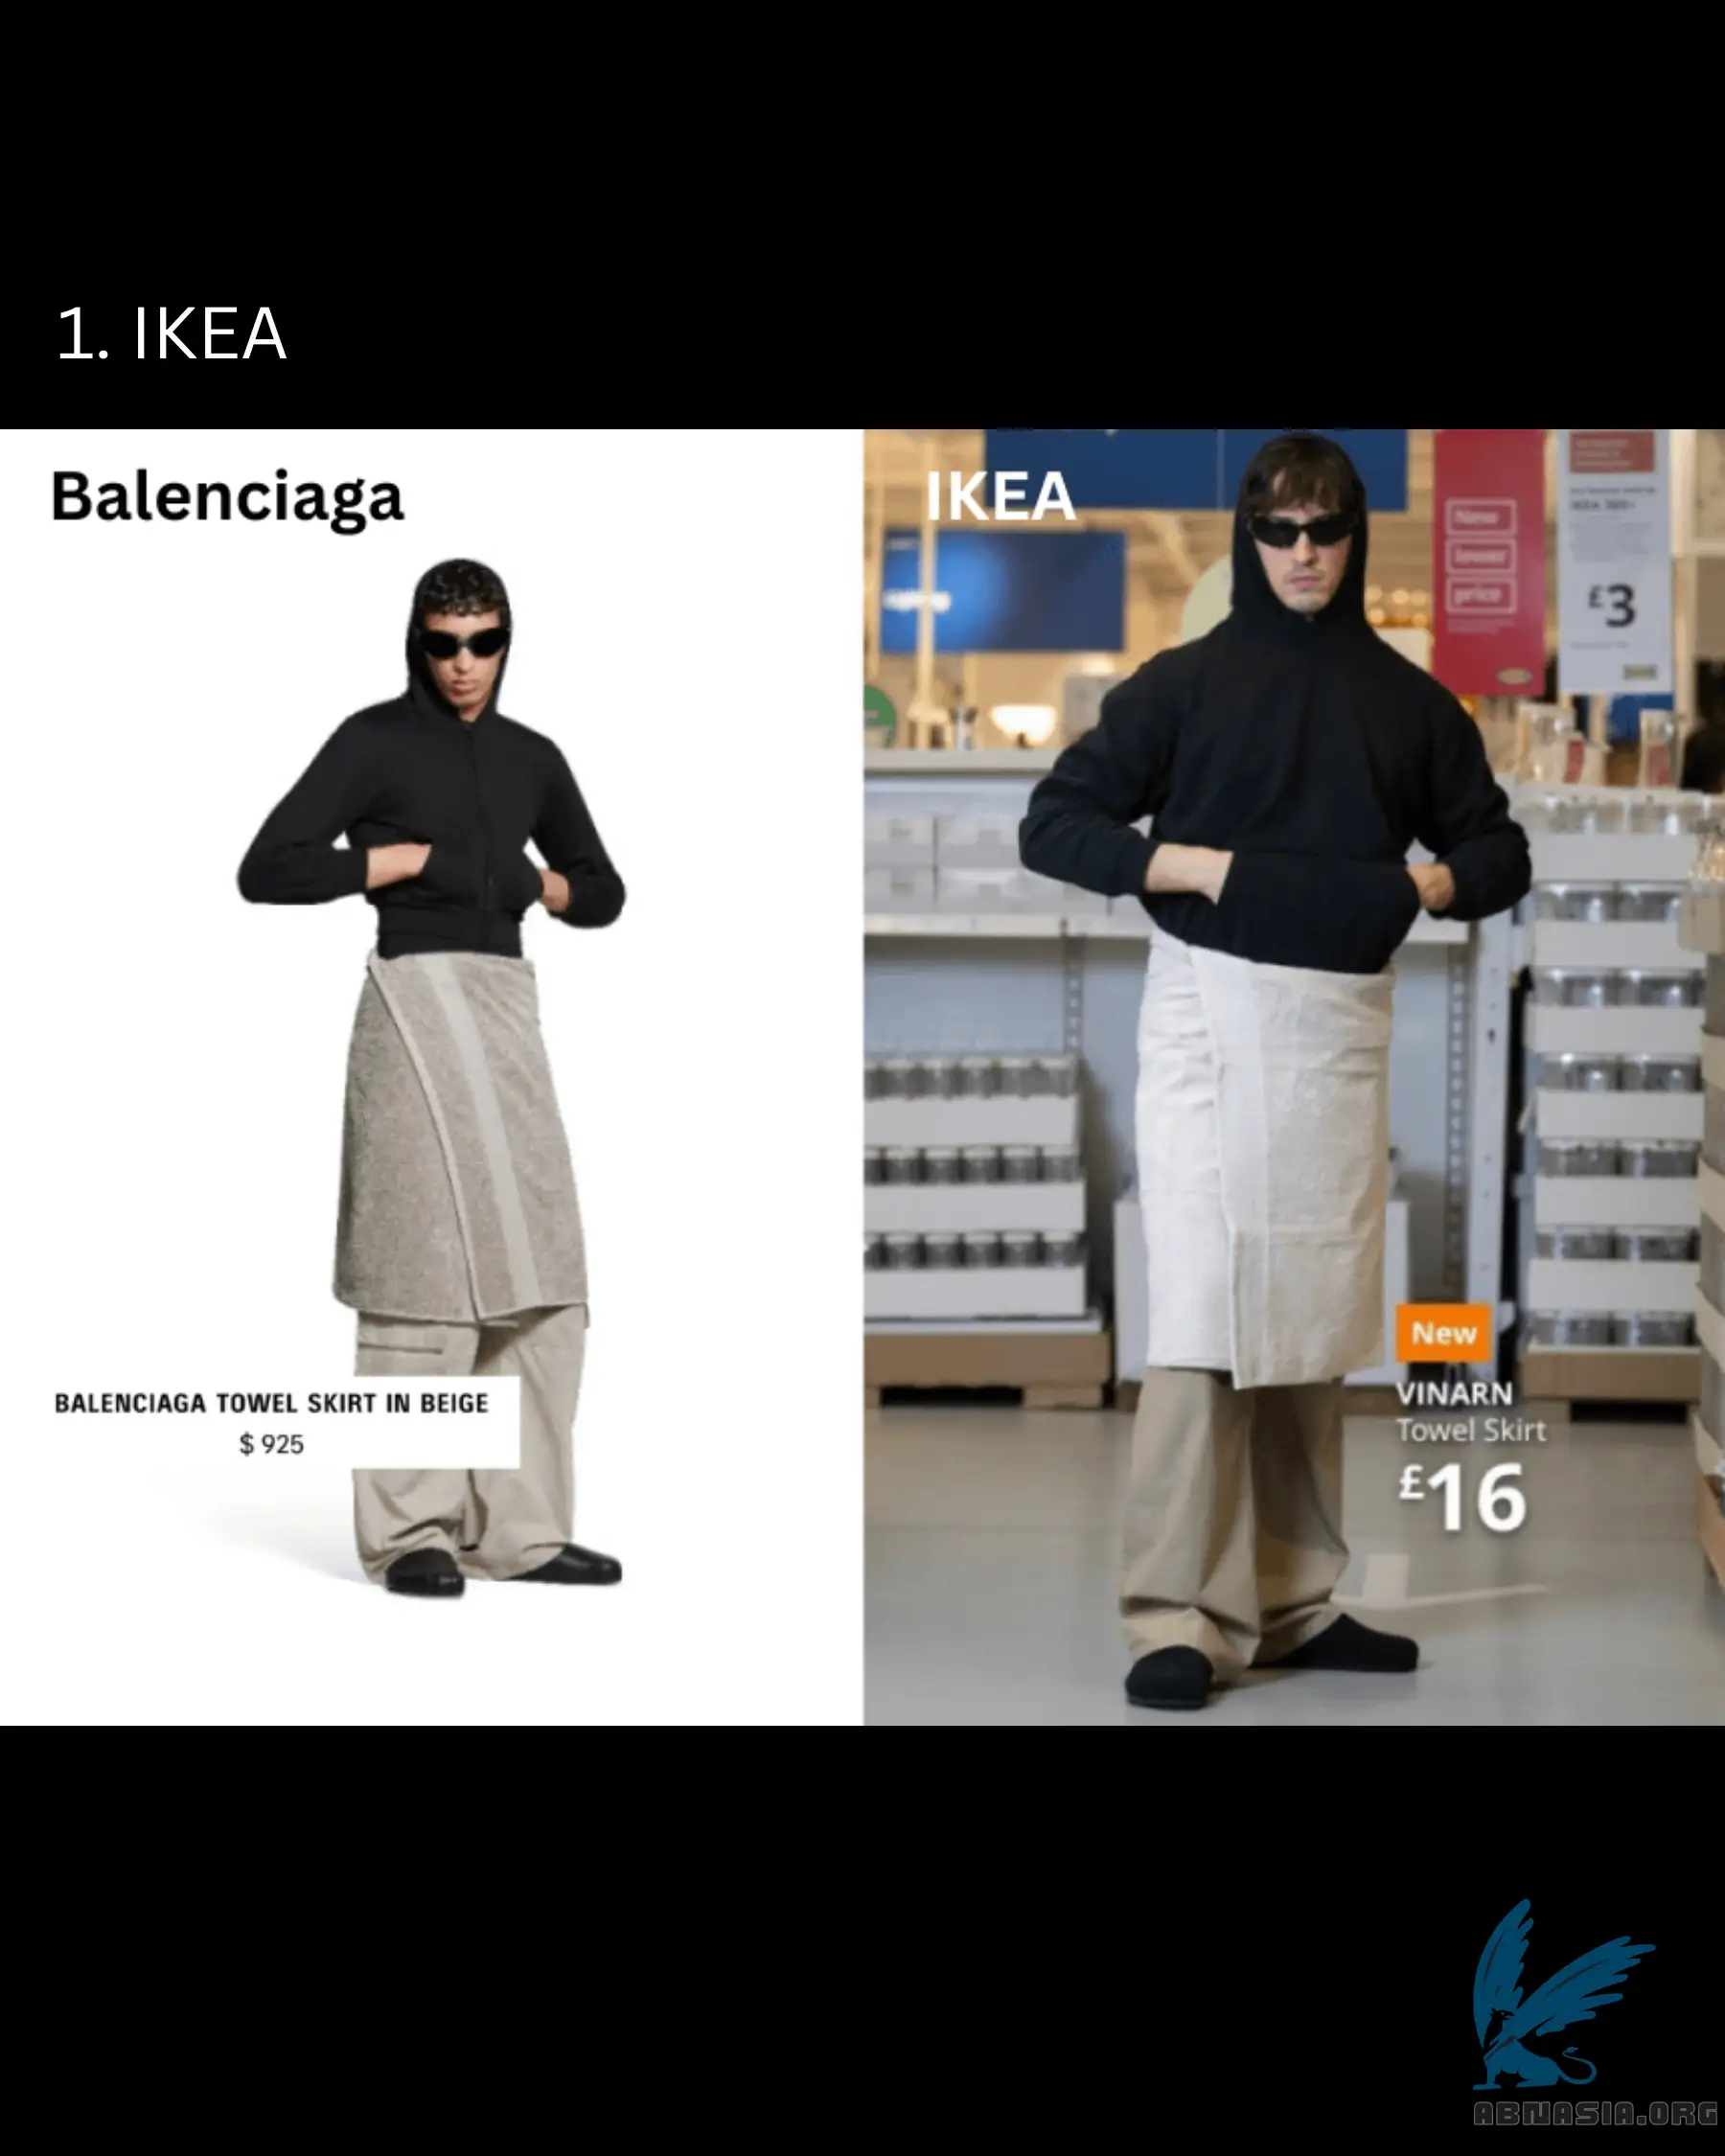 1. IKEA
Balenciaga
BALENCIAGA TOWEL SKIRT IN BEIGE
$ 925
IKEA
New
lower
price
£3
New
VINARN
Towel Skirt
£16
ABNASIA.ORG